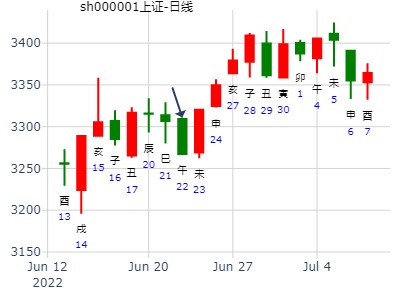 sh000001上证-日线
3400
3350
3300
3250
3200
3150
酉
13
戌
14
亥
15
子
16
丑
17
辰
20
巳
21
午
22
未
23
申
24
亥
27
子
28
丑
29
寅
30
卯
1
午
4
未
5
申
6
酉
7
Jun 12
2022
Jun 20
Jun 27
Jul 4